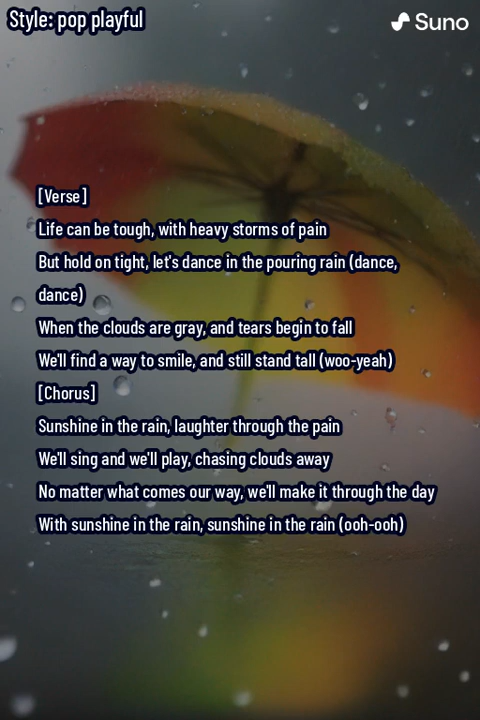 Style: pop playful
Suno
[Verse]
Life can be tough, with heavy storms of pain
But hold on tight, let's dance in the pouring rain (dance,
dance)
When the clouds are gray, and tears begin to fall
We'll find a way to smile, and still stand tall (woo-yeah)
[Chorus]
Sunshine in the rain, laughter through the pain
We'll sing and we'll play, chasing clouds away
No matter what comes our way, we'll make it through the day
With sunshine in the rain, sunshine in the rain (ooh-ooh)